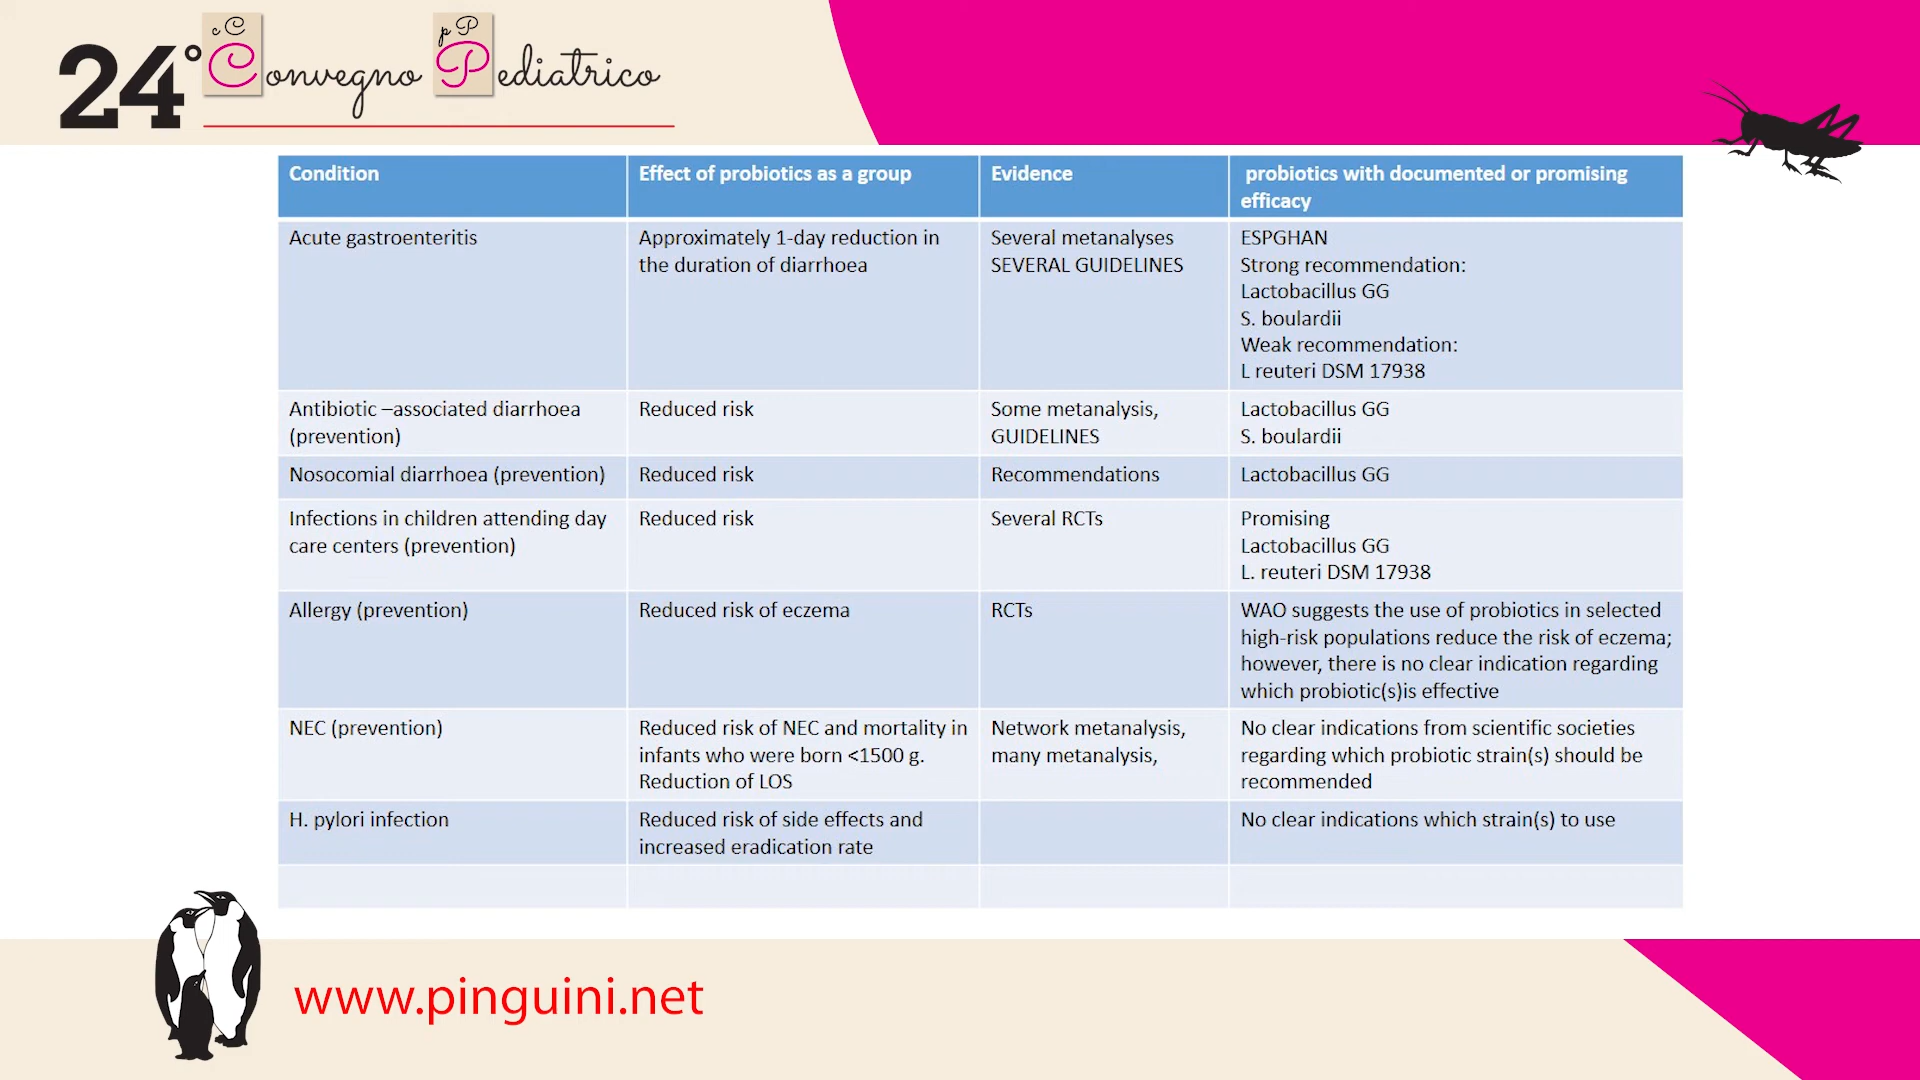 24° Convegno Pediatrico
c C
p P
Condition
Effect of probiotics as a group
Evidence
probiotics with documented or promising
efficacy
Acute gastroenteritis
Approximately 1-day reduction in
the duration of diarrhoea
Several metanalyses
SEVERAL GUIDELINES
ESPGHAN
Strong recommendation:
Lactobacillus GG
S. boulardii
Weak recommendation:
L reuteri DSM 17938
Antibiotic –associated diarrhoea
(prevention)
Reduced risk
Some metanalysis,
GUIDELINES
Lactobacillus GG
S. boulardii
Nosocomial diarrhoea (prevention)
Reduced risk
Recommendations
Lactobacillus GG
Infections in children attending day
care centers (prevention)
Reduced risk
Several RCTs
Promising
Lactobacillus GG
L. reuteri DSM 17938
Allergy (prevention)
Reduced risk of eczema
RCTs
WAO suggests the use of probiotics in selected
high-risk populations reduce the risk of eczema;
however, there is no clear indication regarding
which probiotic(s)is effective
NEC (prevention)
Reduced risk of NEC and mortality in
infants who were born <1500 g.
Reduction of LOS
Network metanalysis,
many metanalysis,
No clear indications from scientific societies
regarding which probiotic strain(s) should be
recommended
H. pylori infection
Reduced risk of side effects and
increased eradication rate
No clear indications which strain(s) to use
www.pinguini.net